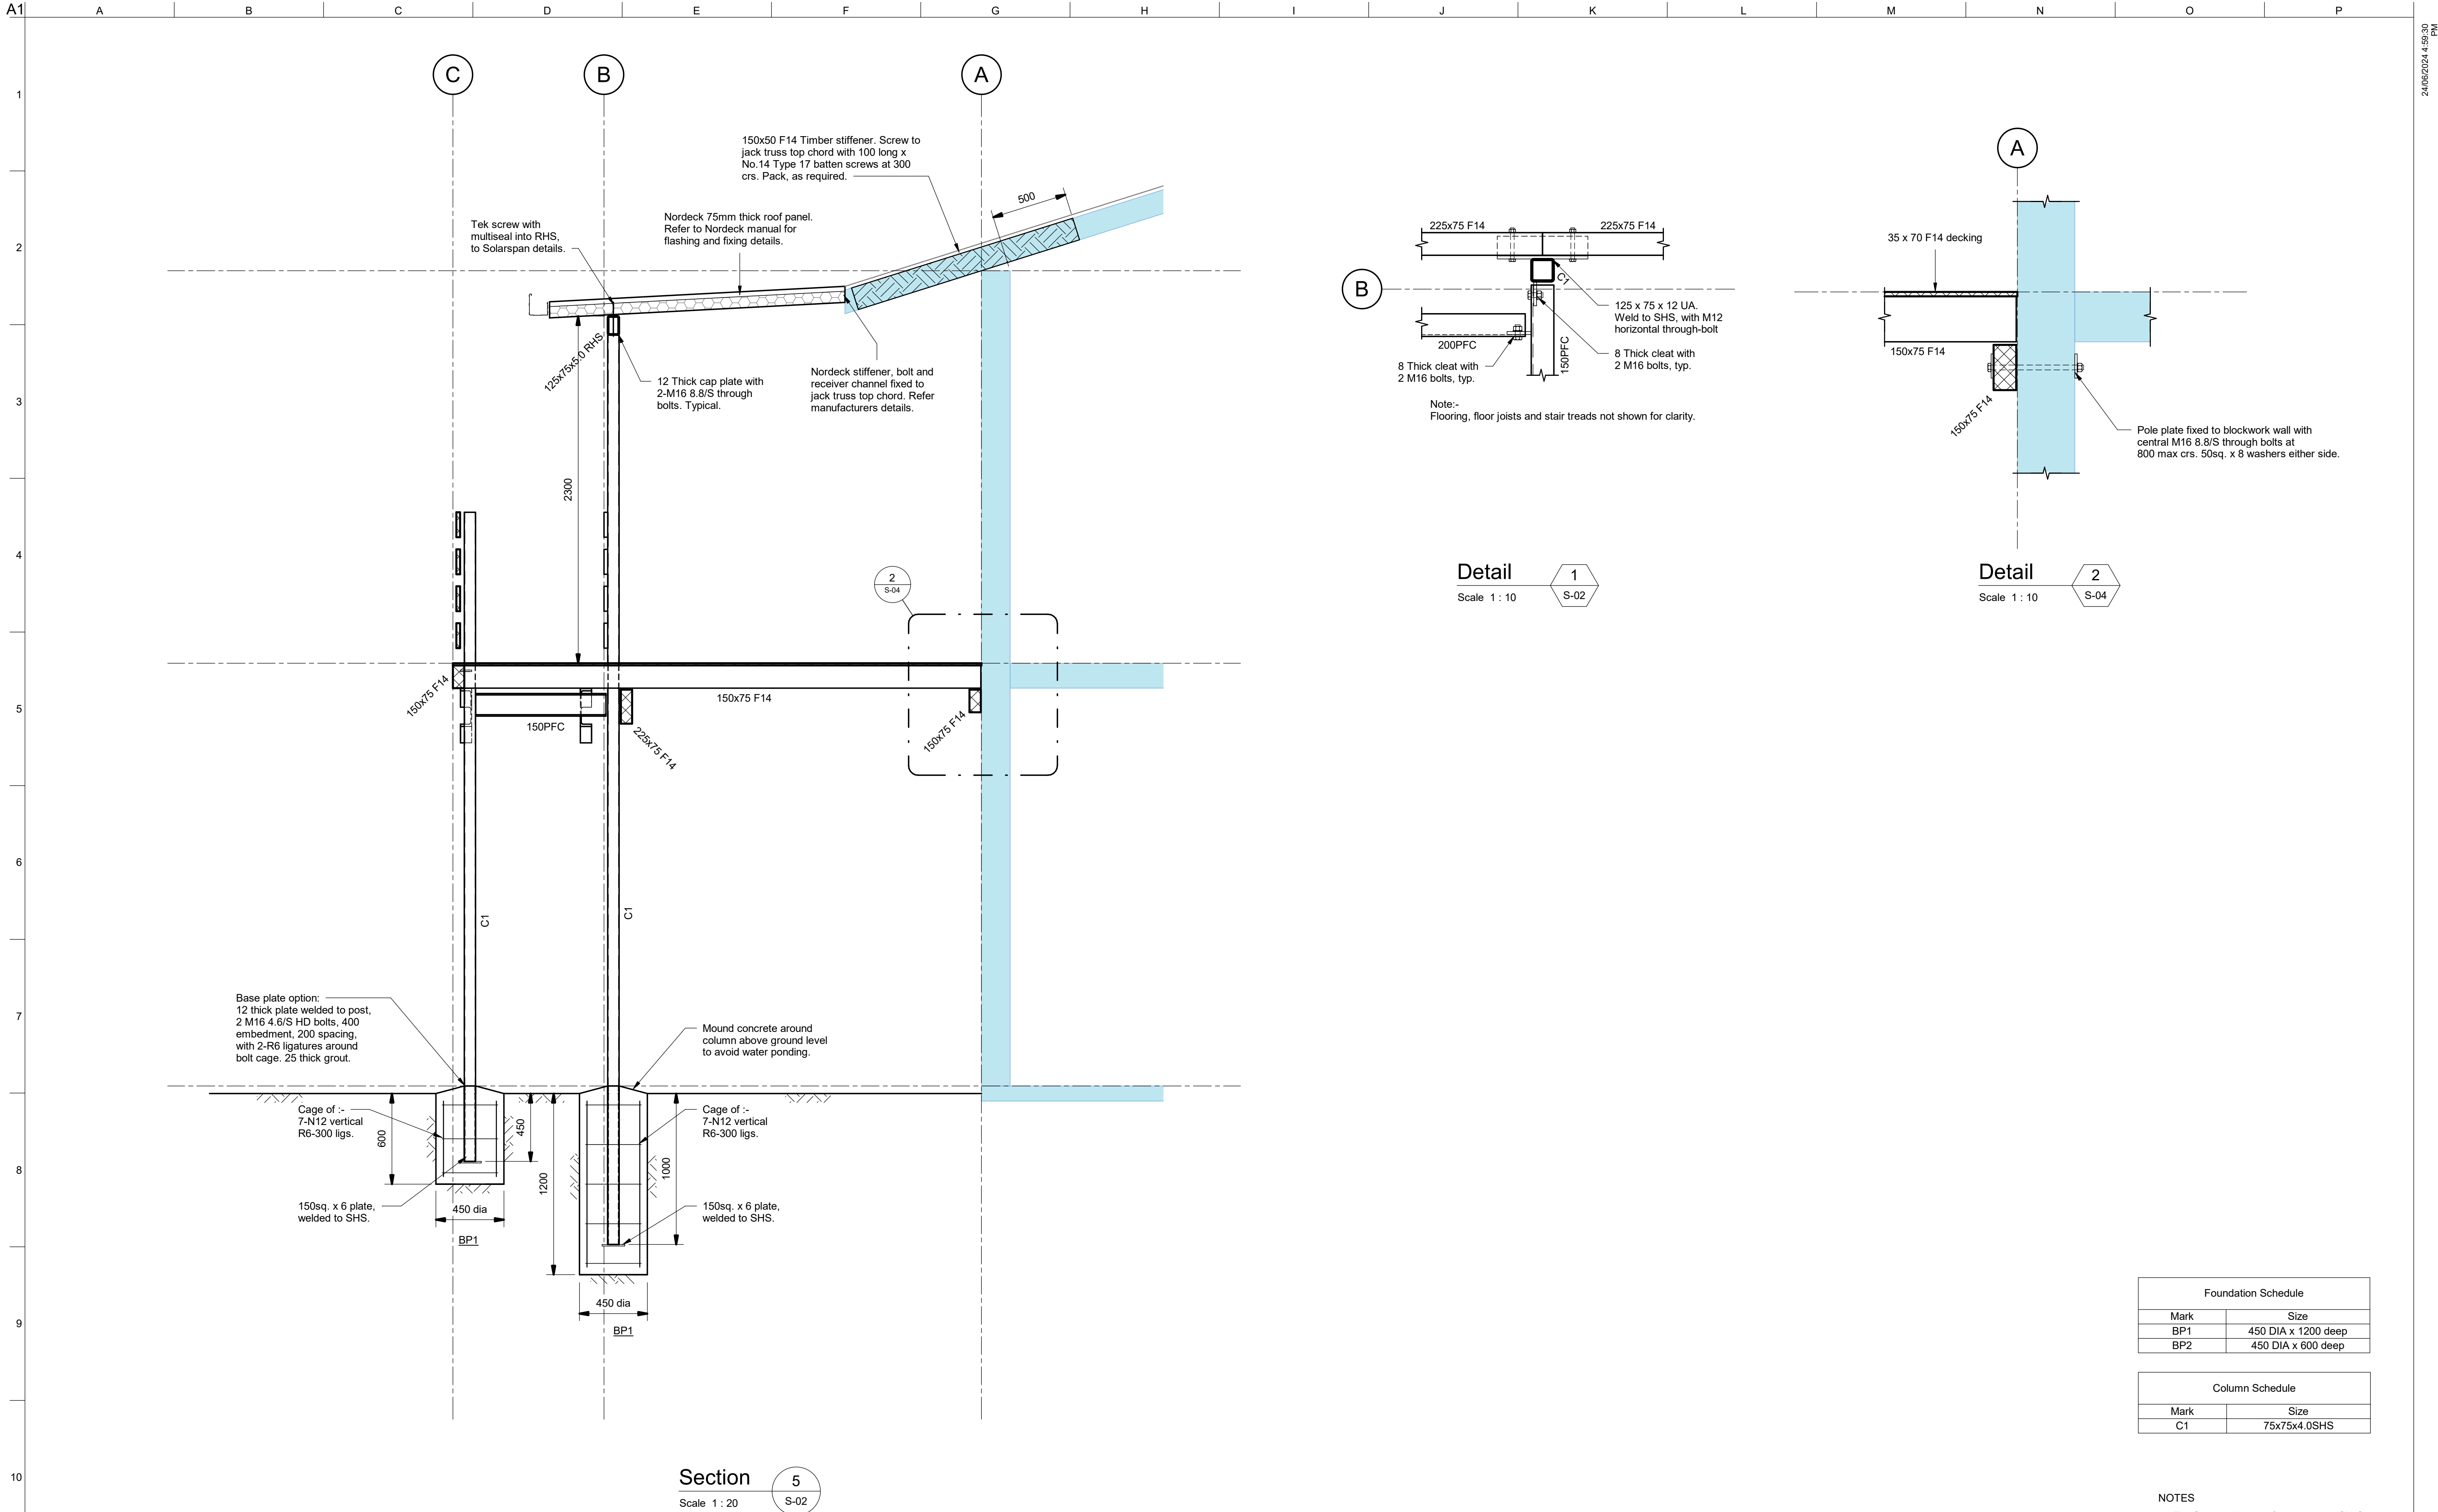 A1
A B C D E F G H I J K L M N O P
24/06/2024 4:59:30
PM
1
2
3
4
5
6
7
8
9
10
C
B
A
150x50 F14 Timber stiffener. Screw to
jack truss top chord with 100 long x
No.14 Type 17 batten screws at 300
crs. Pack, as required.
500
Tek screw with
multiseal into RHS,
to Solarspan details.
Nordeck 75mm thick roof panel.
Refer to Nordeck manual for
flashing and fixing details.
125x75x5.0 RHS
12 Thick cap plate with
2-M16 8.8/S through
bolts. Typical.
Nordeck stiffener, bolt and
receiver channel fixed to
jack truss top chord. Refer
manufacturers details.
2300
2
S-04
150x75 F14
150PFC
225x75 F14
150x75 F14
150x75 F14
C1
C1
Base plate option:
12 thick plate welded to post,
2 M16 4.6/S HD bolts, 400
embedment, 200 spacing,
with 2-R6 ligatures around
bolt cage. 25 thick grout.
Mound concrete around
column above ground level
to avoid water ponding.
Cage of :-
7-N12 vertical
R6-300 ligs.
600
450
1200
1000
Cage of :-
7-N12 vertical
R6-300 ligs.
150sq. x 6 plate,
welded to SHS.
450 dia
BP1
150sq. x 6 plate,
welded to SHS.
450 dia
BP1
Section
Scale 1 : 20
5
S-02
225x75 F14
225x75 F14
B
C1
125 x 75 x 12 UA.
Weld to SHS, with M12
horizontal through-bolt
200PFC
150PFC
8 Thick cleat with
2 M16 bolts, typ.
8 Thick cleat with
2 M16 bolts, typ.
Note:-
Flooring, floor joists and stair treads not shown for clarity.
Detail
Scale 1 : 10
1
S-02
A
35 x 70 F14 decking
150x75 F14
150x75 F14
Pole plate fixed to blockwork wall with
central M16 8.8/S through bolts at
800 max crs. 50sq. x 8 washers either side.
Detail
Scale 1 : 10
2
S-04
Foundation Schedule
Mark Size
BP1 450 DIA x 1200 deep
BP2 450 DIA x 600 deep
Column Schedule
Mark Size
C1 75x75x4.0SHS
NOTES